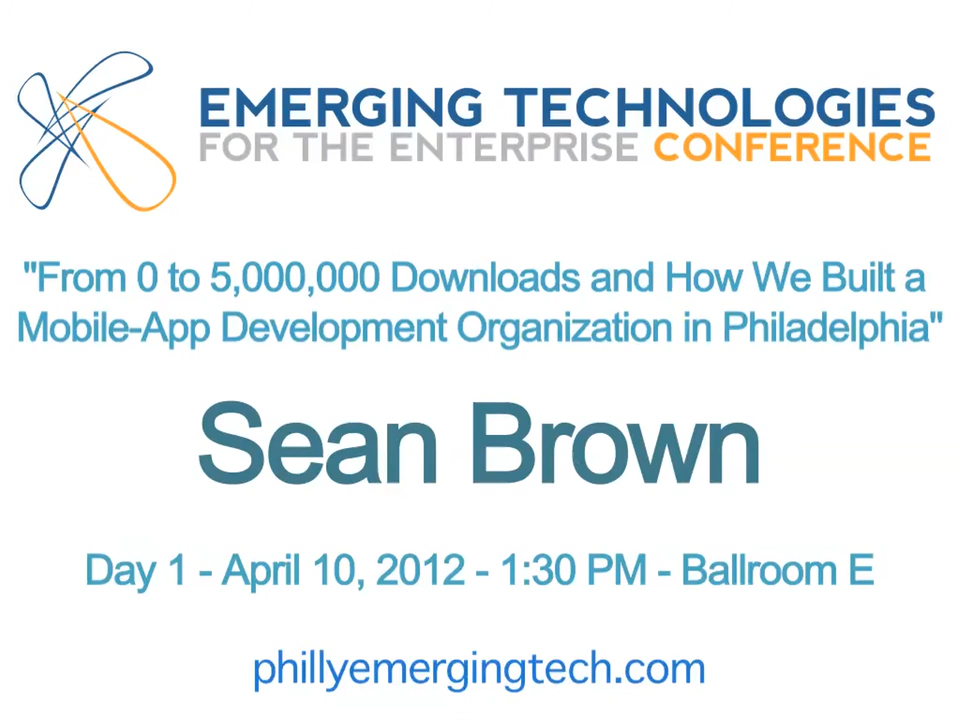 EMERGING TECHNOLOGIES
FOR THE ENTERPRISE CONFERENCE
"From 0 to 5,000,000 Downloads and How We Built a
Mobile-App Development Organization in Philadelphia"
Sean Brown
Day 1 - April 10, 2012 - 1:30 PM - Ballroom E
phillyemergingtech.com